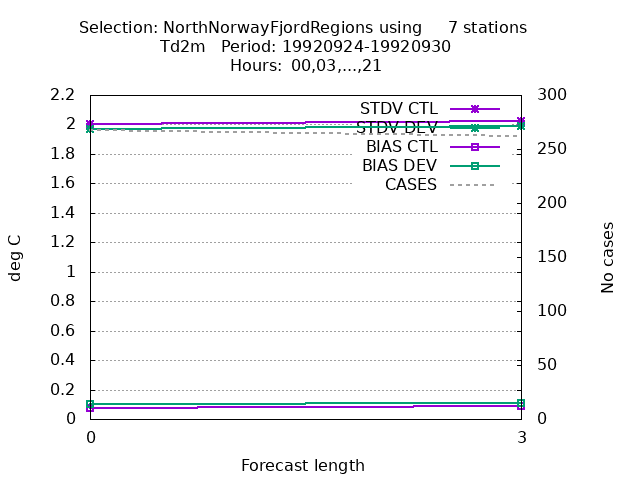 Selection: NorthNorwayFjordRegions using 7 stations
Td2m Period: 19920924-19920930
Hours: 00,03,...,21
2.2
2
1.8
1.6
1.4
1.2
1
0.8
0.6
0.4
0.2
0
300
250
200
150
100
50
0
STDV CTL
STDV DEV
BIAS CTL
BIAS DEV
CASES
deg C
No cases
0 3
Forecast length